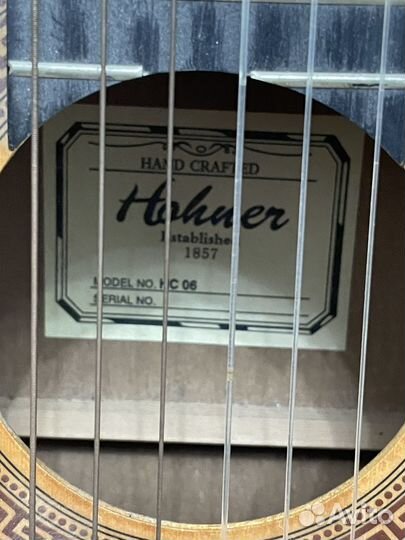 HAND CRAFTED
Hohner
Established
1857
MODEL NO. HC 06
SERIAL NO.
Avito